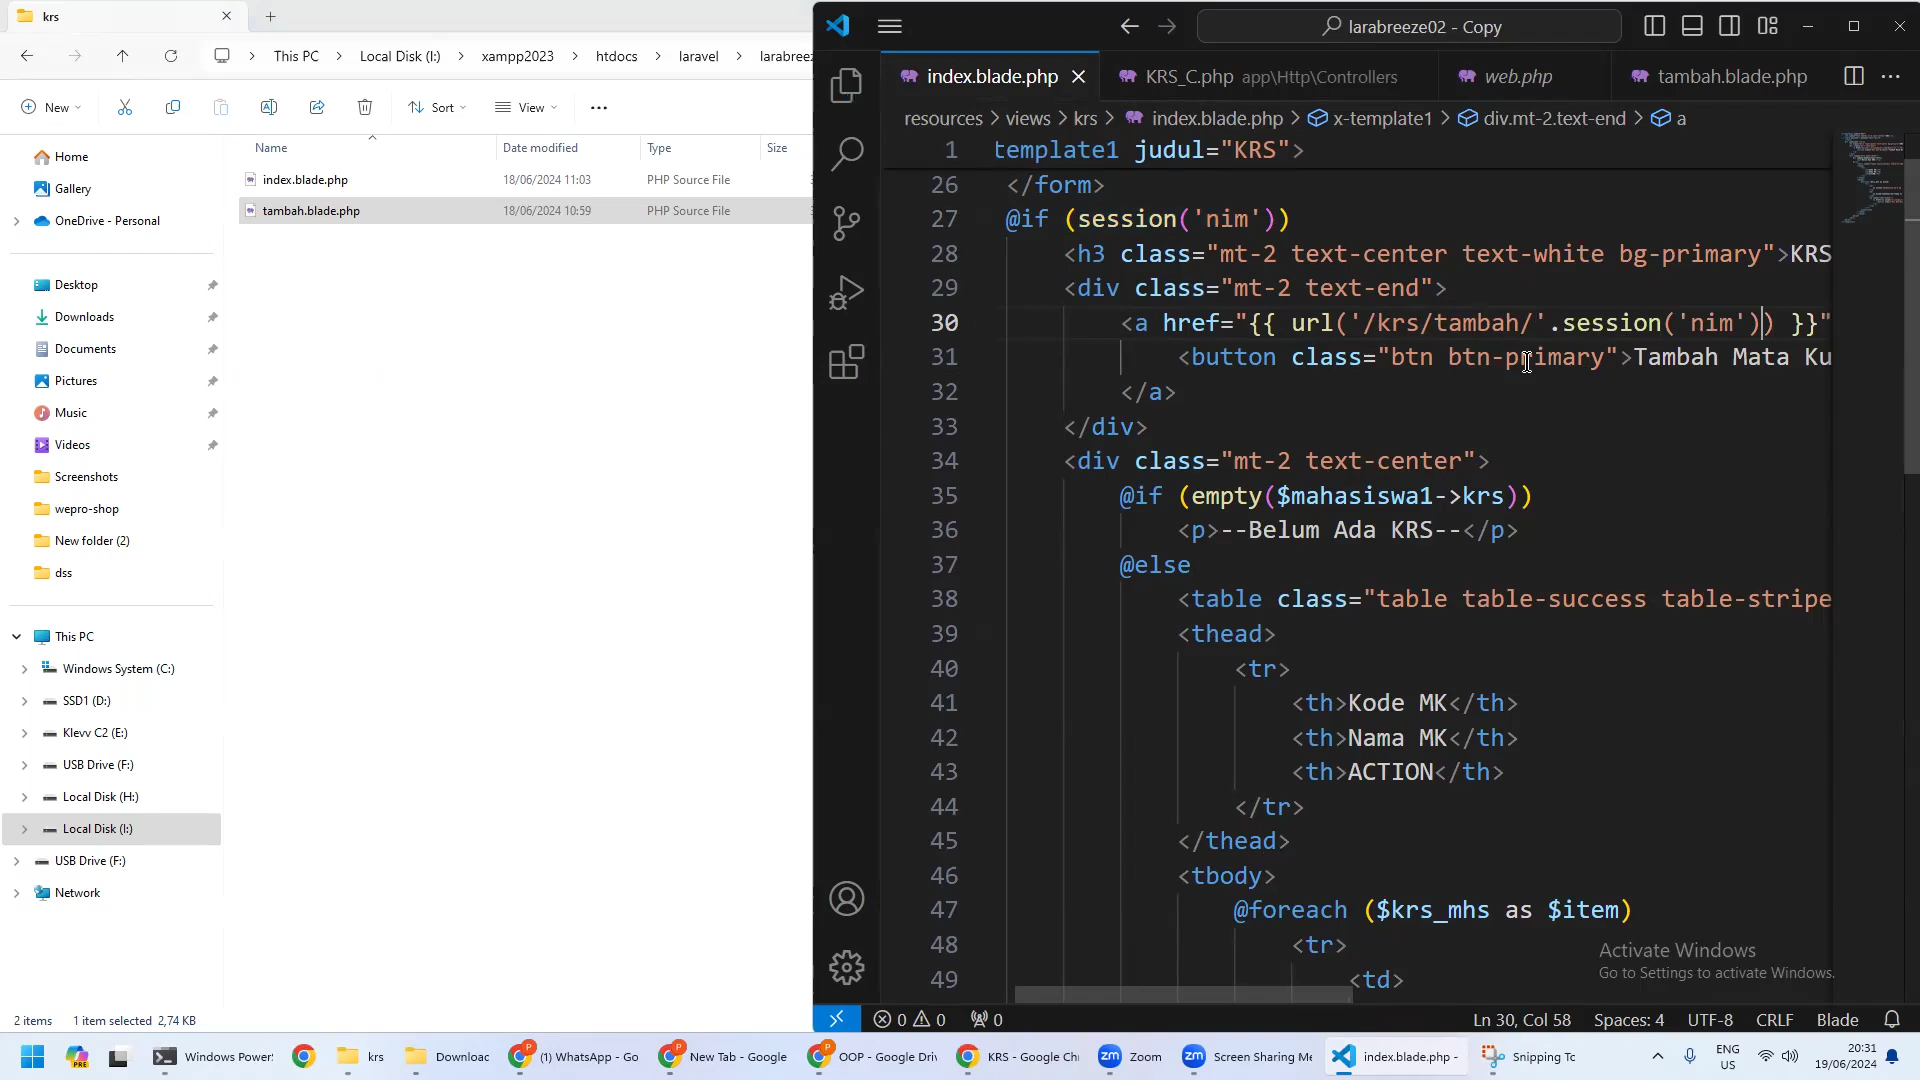 krs
This PC
Local Disk (I:)
xampp2023
htdocs
laravel
larabreez
New
Sort
View
Name
Date modified
Type
Size
index.blade.php
18/06/2024 11:03
PHP Source File
tambah.blade.php
18/06/2024 10:59
PHP Source File
Home
Gallery
OneDrive - Personal
Desktop
Downloads
Documents
Pictures
Music
Videos
Screenshots
wepro-shop
New folder (2)
dss
This PC
Windows System (C:)
SSD1 (D:)
Klevv C2 (E:)
USB Drive (F:)
Local Disk (H:)
Local Disk (I:)
USB Drive (F:)
Network
2 items
1 item selected 2,74 KB
larabreeze02 - Copy
index.blade.php
KRS_C.php app\Http\Controllers
web.php
tambah.blade.php
resources > views > krs > index.blade.php > x-template1 > div.mt-2.text-end > a
1 template1 judul="KRS">
26 </form>
27 @if (session('nim'))
28 <h3 class="mt-2 text-center text-white bg-primary">KRS
29 <div class="mt-2 text-end">
30 <a href="{{ url('/krs/tambah/'.session('nim')) }}"
31 <button class="btn btn-primary">Tambah Mata Ku
32 </a>
33 </div>
34 <div class="mt-2 text-center">
35 @if (empty($mahasiswa1->krs))
36 <p>--Belum Ada KRS--</p>
37 @else
38 <table class="table table-success table-stripe
39 <thead>
40 <tr>
41 <th>Kode MK</th>
42 <th>Nama MK</th>
43 <th>ACTION</th>
44 </tr>
45 </thead>
46 <tbody>
47 @foreach ($krs_mhs as $item)
48 <tr>
49 <td>
Activate Windows
Go to Settings to activate Windows.
0 0 0
Ln 30, Col 58
Spaces: 4
UTF-8
CRLF
Blade
PRE
Windows Power
krs
Downloac
(1) WhatsApp - Go
New Tab - Google
OOP - Google Driv
KRS - Google Ch
zm
Zoom
zm
Screen Sharing Me
index.blade.php -
Snipping Tc
ENG
US
20:31
19/06/2024